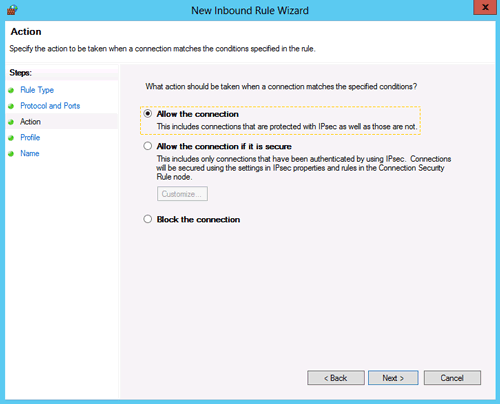 New Inbound Rule Wizard
x
Action
Specify the action to be taken when a connection matches the conditions specified in the rule.
Steps:
Rule Type
Protocol and Ports
Action
Profile
Name
What action should be taken when a connection matches the specified conditions?
Allow the connection
This includes connections that are protected with IPsec as well as those are not.
Allow the connection if it is secure
This includes only connections that have been authenticated by using IPsec. Connections
will be secured using the settings in IPsec properties and rules in the Connection Security
Rule node.
Customize...
Block the connection
< Back
Next >
Cancel